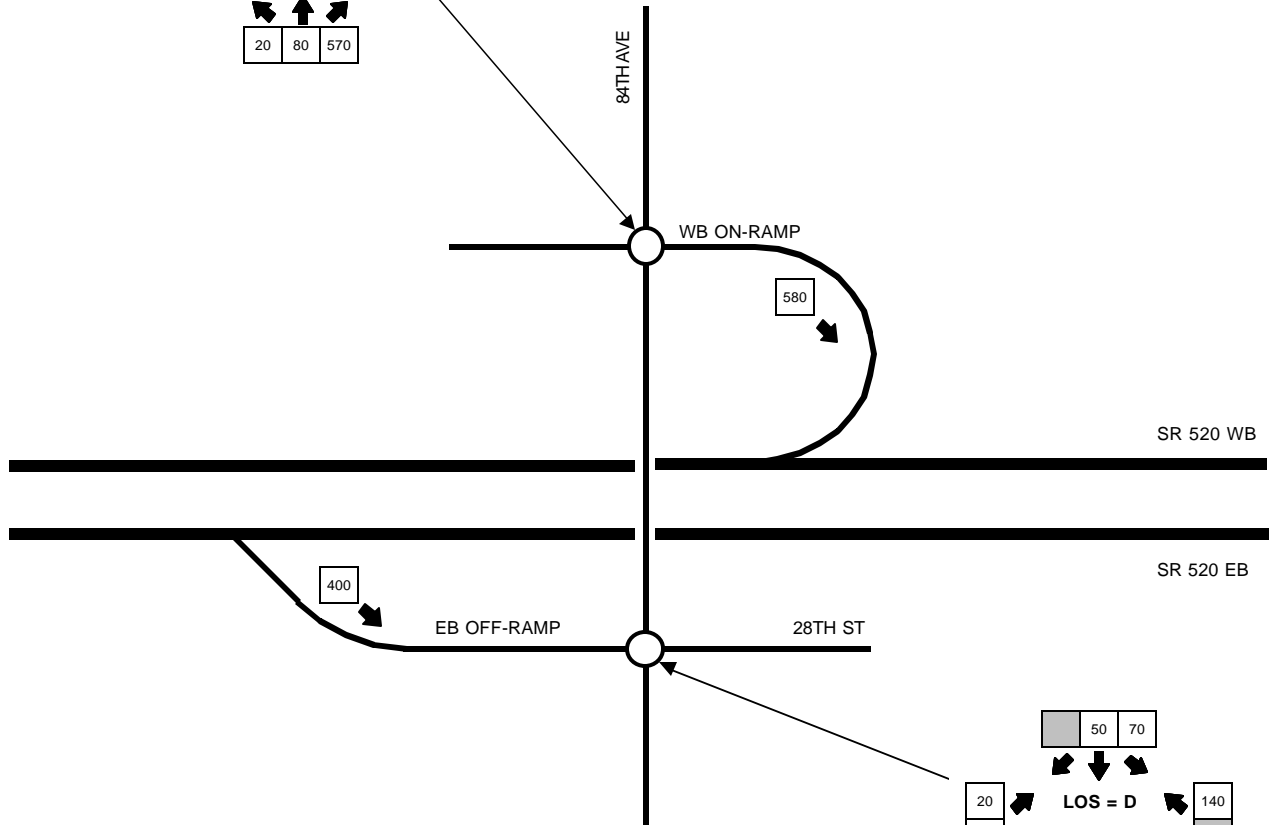 20 80 570
84TH AVE
WB ON-RAMP
580
SR 520 WB
SR 520 EB
400
EB OFF-RAMP
28TH ST
50 70
20 LOS = D 140